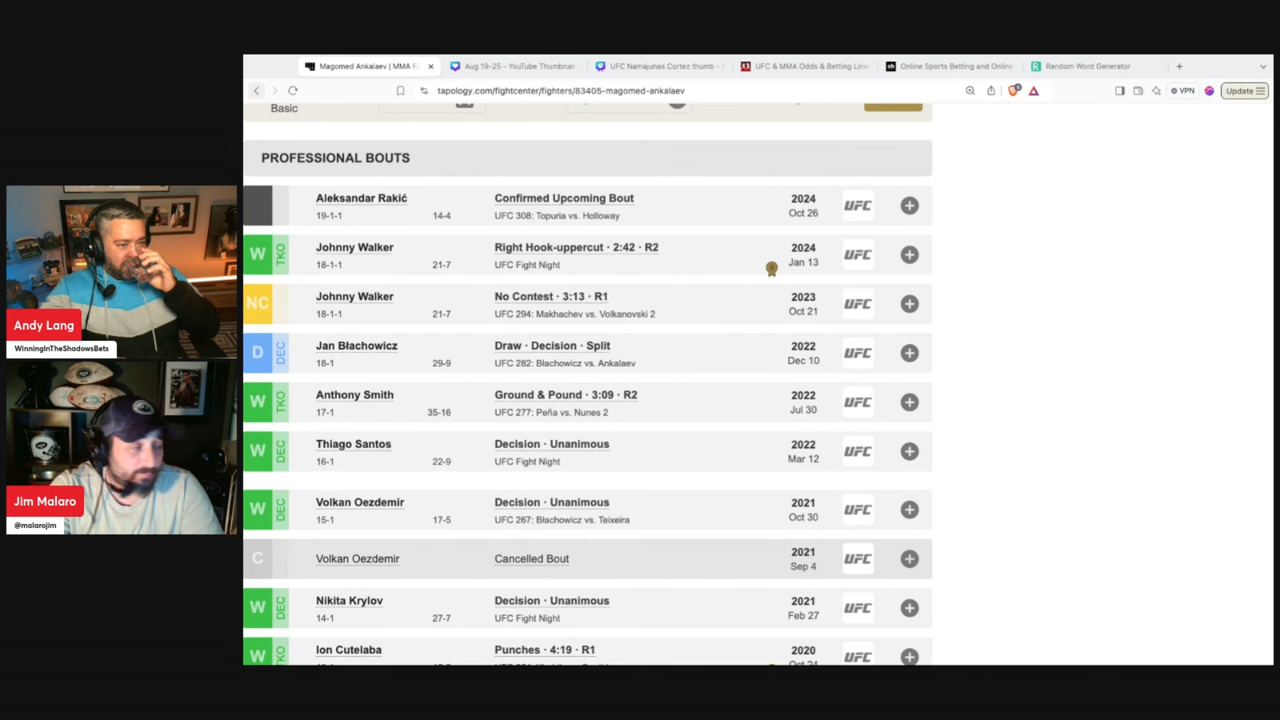 Magomed Ankalaev | MMA Fi
Aug 19-25 - YouTube Thumbnail
UFC Namajunas Cortez thumb -
UFC & MMA Odds & Betting Line
Online Sports Betting and Online
Random Word Generator
tapology.com/fightcenter/fighters/83405-magomed-ankalaev
VPN
Update
Basic
PROFESSIONAL BOUTS
Aleksandar Rakić
Confirmed Upcoming Bout
2024
19-1-1
14-4
UFC 308: Topuria vs. Holloway
Oct 26
UFC
W
TKO
Johnny Walker
Right Hook-uppercut · 2:42 · R2
2024
18-1-1
21-7
UFC Fight Night
Jan 13
UFC
NC
Johnny Walker
No Contest · 3:13 · R1
2023
18-1-1
21-7
UFC 294: Makhachev vs. Volkanovski 2
Oct 21
UFC
D
DEC
Jan Błachowicz
Draw · Decision · Split
2022
18-1
29-9
UFC 282: Błachowicz vs. Ankalaev
Dec 10
UFC
W
TKO
Anthony Smith
Ground & Pound · 3:09 · R2
2022
17-1
35-16
UFC 277: Peña vs. Nunes 2
Jul 30
UFC
W
DEC
Thiago Santos
Decision · Unanimous
2022
16-1
22-9
UFC Fight Night
Mar 12
UFC
W
DEC
Volkan Oezdemir
Decision · Unanimous
2021
15-1
17-5
UFC 267: Błachowicz vs. Teixeira
Oct 30
UFC
C
Volkan Oezdemir
Cancelled Bout
2021
Sep 4
UFC
W
DEC
Nikita Krylov
Decision · Unanimous
2021
14-1
27-7
UFC Fight Night
Feb 27
UFC
W
TKO
Ion Cutelaba
Punches · 4:19 · R1
2020
Oct 24
UFC
Andy Lang
WinningInTheShadowsBets
Jim Malaro
@malarojim